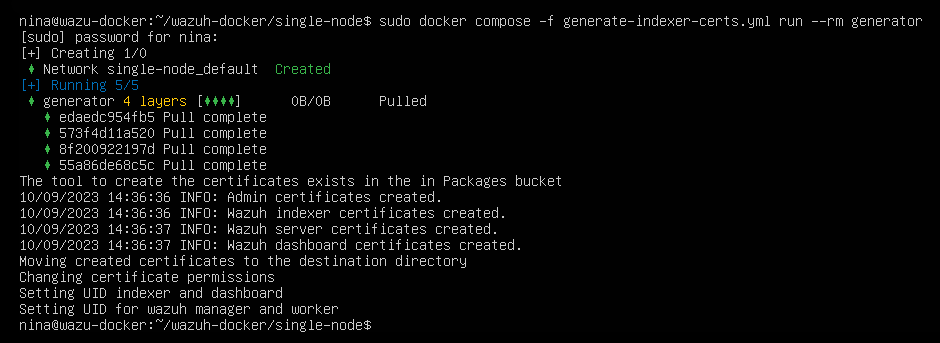 nina@wazu-docker:~/wazuh-docker/single-node$ sudo docker compose -f generate-indexer-certs.yml run --rm generator
[sudo] password for nina:
[+] Creating 1/0
♦ Network single-node_default  Created
[+] Running 5/5
♦ generator 4 layers [♦♦♦♦]      0B/0B      Pulled
♦ edaedc954fb5 Pull complete
♦ 573f4d11a520 Pull complete
♦ 8f200922197d Pull complete
♦ 55a86de68c5c Pull complete
The tool to create the certificates exists in the in Packages bucket
10/09/2023 14:36:36 INFO: Admin certificates created.
10/09/2023 14:36:36 INFO: Wazuh indexer certificates created.
10/09/2023 14:36:37 INFO: Wazuh server certificates created.
10/09/2023 14:36:37 INFO: Wazuh dashboard certificates created.
Moving created certificates to the destination directory
Changing certificate permissions
Setting UID indexer and dashboard
Setting UID for wazuh manager and worker
nina@wazu-docker:~/wazuh-docker/single-node$